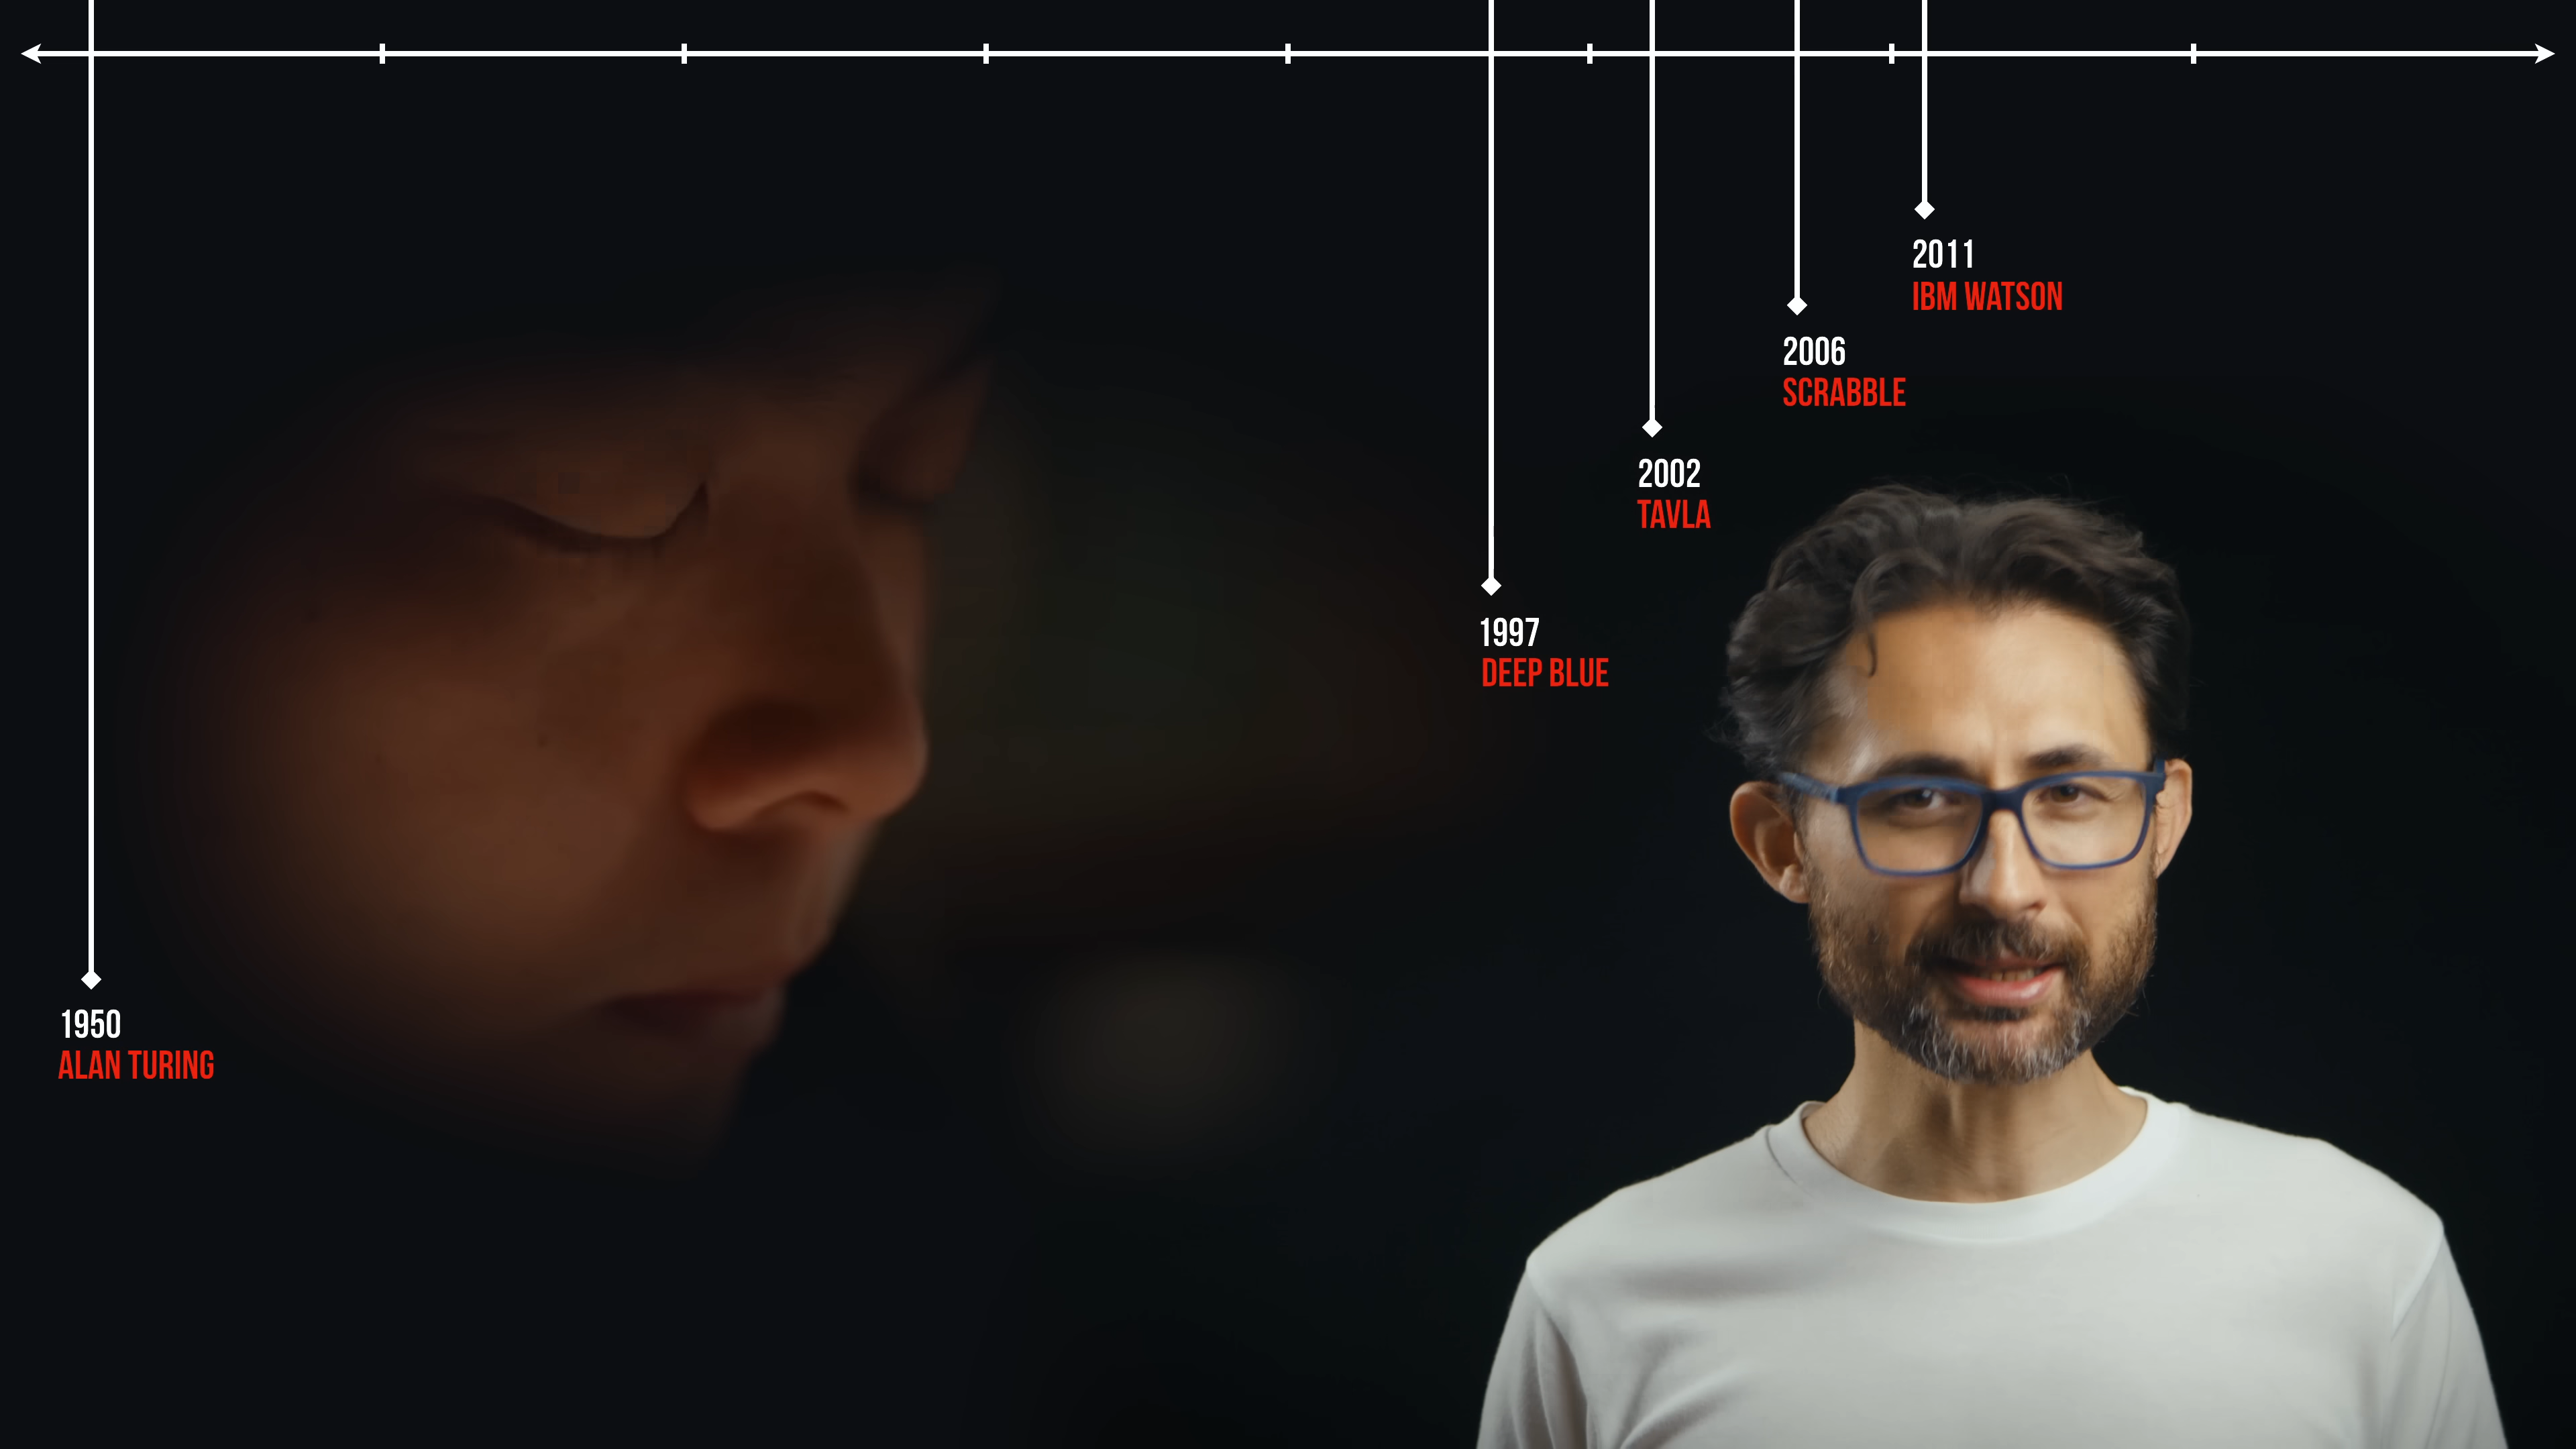 1950
ALAN TURING
1997
DEEP BLUE
2002
TAVLA
2006
SCRABBLE
2011
IBM WATSON